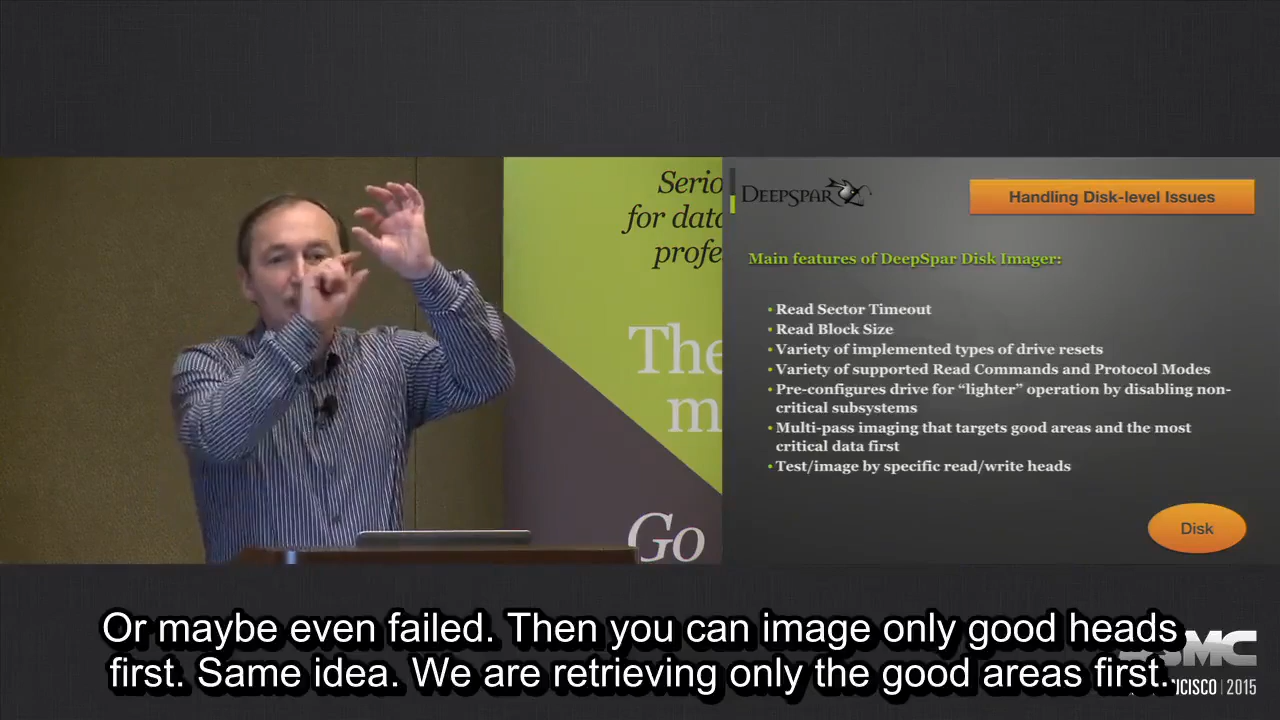 Serio
for data
profe
The
m
Go
DEEPSPAR
Handling Disk-level Issues
Main features of DeepSpar Disk Imager:
• Read Sector Timeout
• Read Block Size
• Variety of implemented types of drive resets
• Variety of supported Read Commands and Protocol Modes
• Pre-configures drive for “lighter” operation by disabling non-
critical subsystems
• Multi-pass imaging that targets good areas and the most
critical data first
• Test/image by specific read/write heads
Disk
Or maybe even failed. Then you can image only good heads
first. Same idea. We are retrieving only the good areas first.
2015